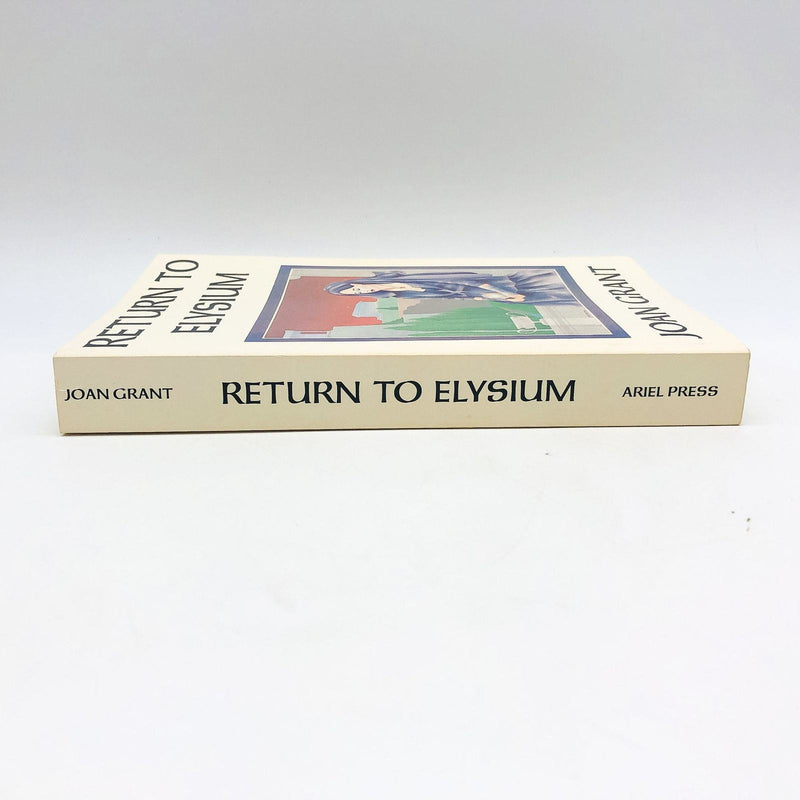 RETURN TO
ELYSIUM
JOAN GRANT
JOAN GRANT
RETURN TO ELYSIUM
ARIEL PRESS